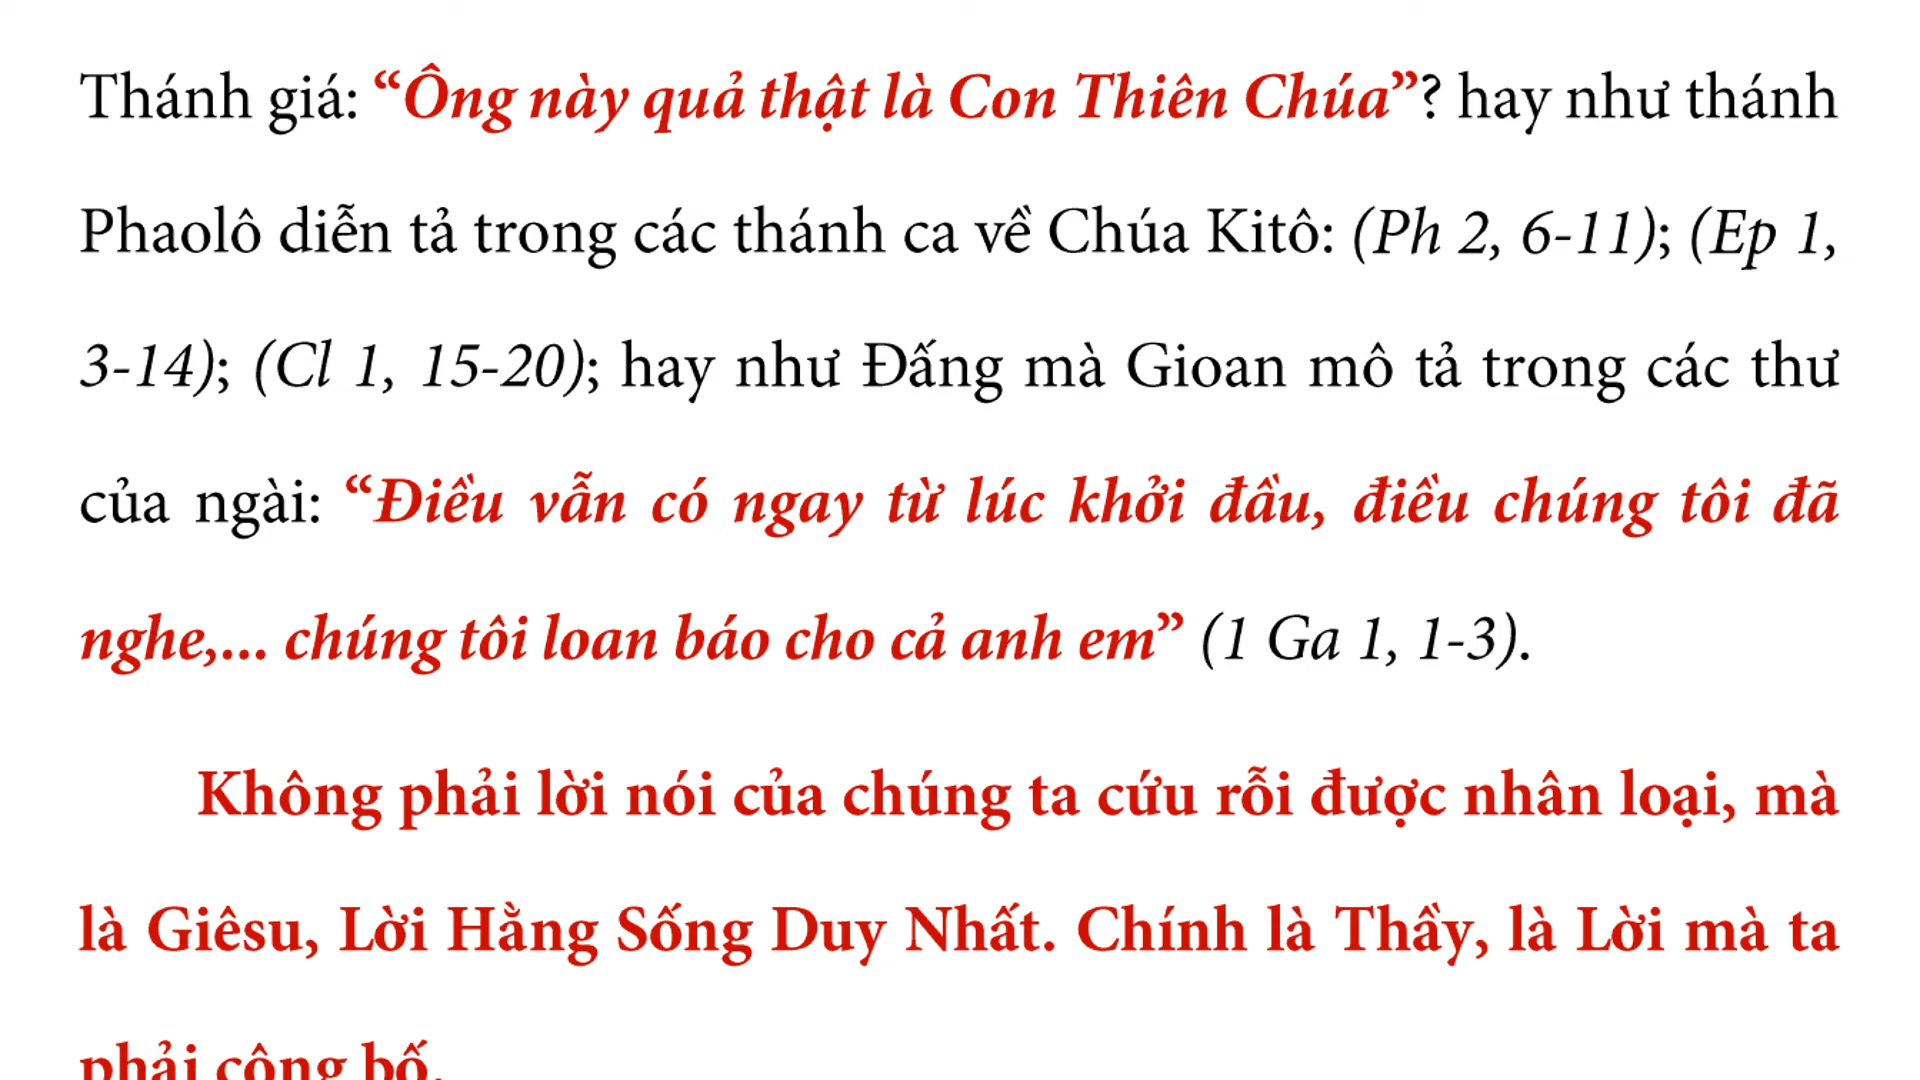 Thánh giá: “Ông này quả thật là Con Thiên Chúa”? hay như thánh
Phaolô diễn tả trong các thánh ca về Chúa Kitô: (Ph 2, 6-11); (Ep 1,
3-14); (Cl 1, 15-20); hay như Đấng mà Gioan mô tả trong các thư
của ngài: “Điều vẫn có ngay từ lúc khởi đầu, điều chúng tôi đã
nghe,... chúng tôi loan báo cho cả anh em” (1 Ga 1, 1-3).
Không phải lời nói của chúng ta cứu rỗi được nhân loại, mà
là Giêsu, Lời Hằng Sống Duy Nhất. Chính là Thầy, là Lời mà ta
phải công bố.